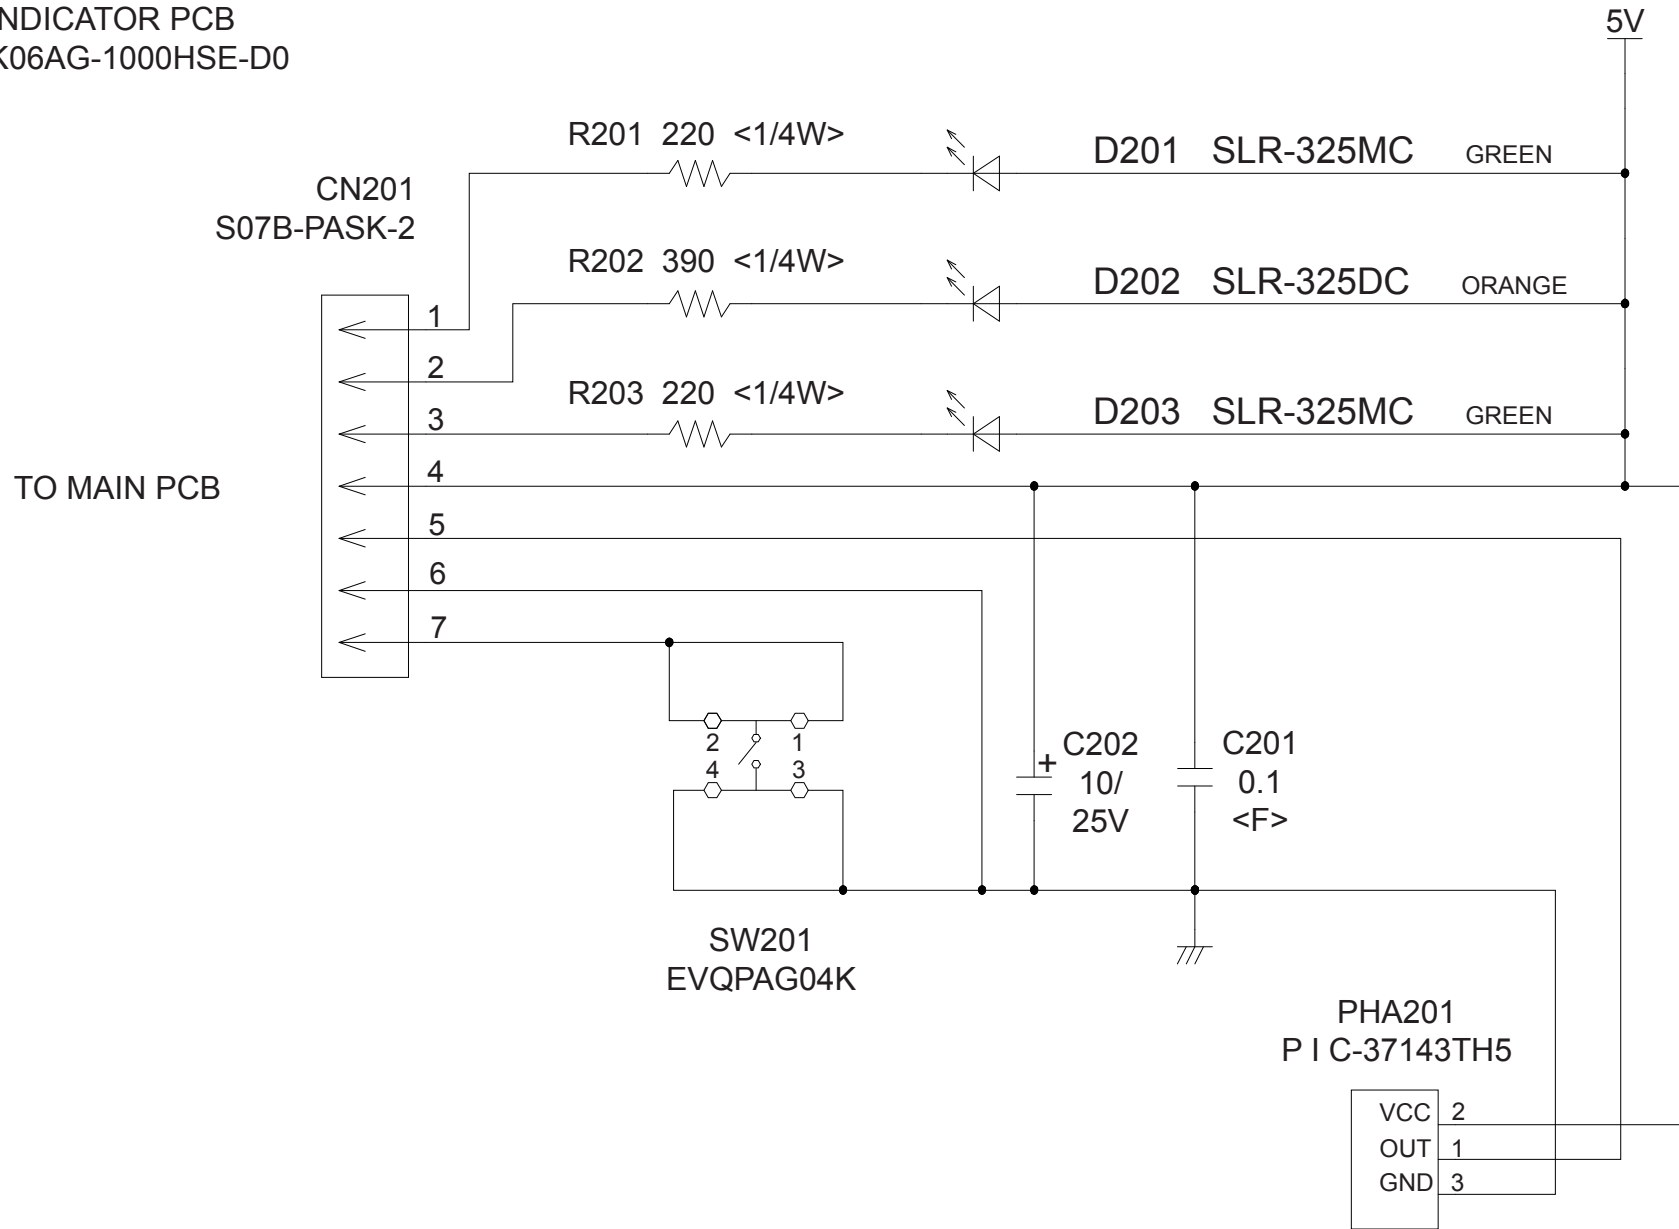 NDICATOR PCB
K06AG-1000HSE-D0
5V
R201 220 <1/4W>
D201 SLR-325MC GREEN
CN201
S07B-PASK-2
R202 390 <1/4W>
D202 SLR-325DC ORANGE
1
2
R203 220 <1/4W>
D203 SLR-325MC GREEN
3
4
TO MAIN PCB
5
6
7
2 1
4 3
C202
10/
25V
+
C201
0.1
<F>
SW201
EVQPAG04K
PHA201
P I C-37143TH5
VCC 2
OUT 1
GND 3